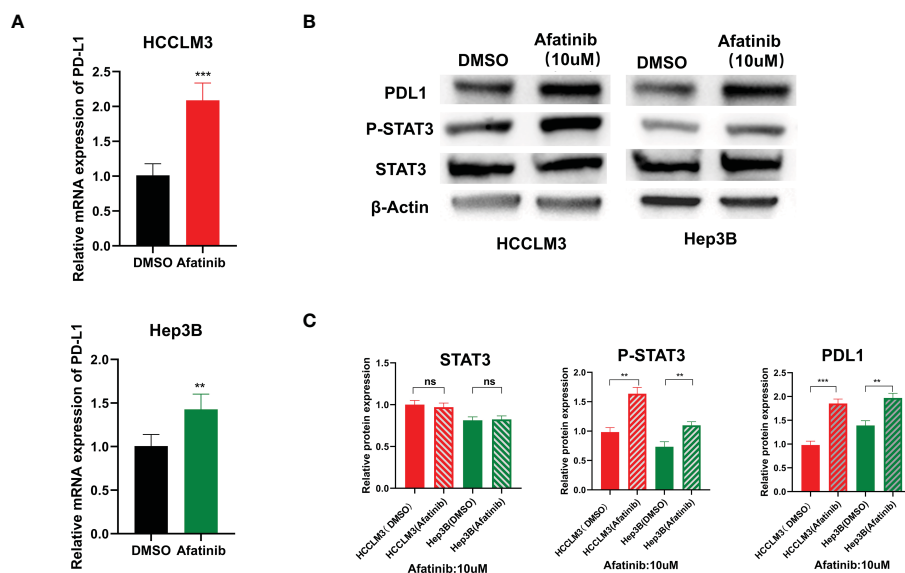 A
HCCLM3
Relative mRNA expression of PD-L1
2.5
2.0
1.5
1.0
0.5
0.0
***
DMSO Afatinib
Hep3B
Relative mRNA expression of PD-L1
2.0
1.5
1.0
0.5
0.0
**
DMSO Afatinib
B
DMSO
Afatinib
(10uM)
DMSO
Afatinib
(10uM)
PDL1
P-STAT3
STAT3
β-Actin
HCCLM3
Hep3B
C
STAT3
Relative protein expression
1.5
1.0
0.5
0.0
ns
ns
HCCLM3(DMSO)
HCCLM3(Afatinib)
Hep3B(DMSO)
Hep3B(Afatinib)
Afatinib:10uM
P-STAT3
Relative protein expression
2.0
1.5
1.0
0.5
0.0
**
**
HCCLM3(DMSO)
HCCLM3(Afatinib)
Hep3B(DMSO)
Hep3B(Afatinib)
Afatinib:10uM
PDL1
Relative protein expression
2.5
2.0
1.5
1.0
0.5
0.0
***
**
HCCLM3(DMSO)
HCCLM3(Afatinib)
Hep3B(DMSO)
Hep3B(Afatinib)
Afatinib:10uM